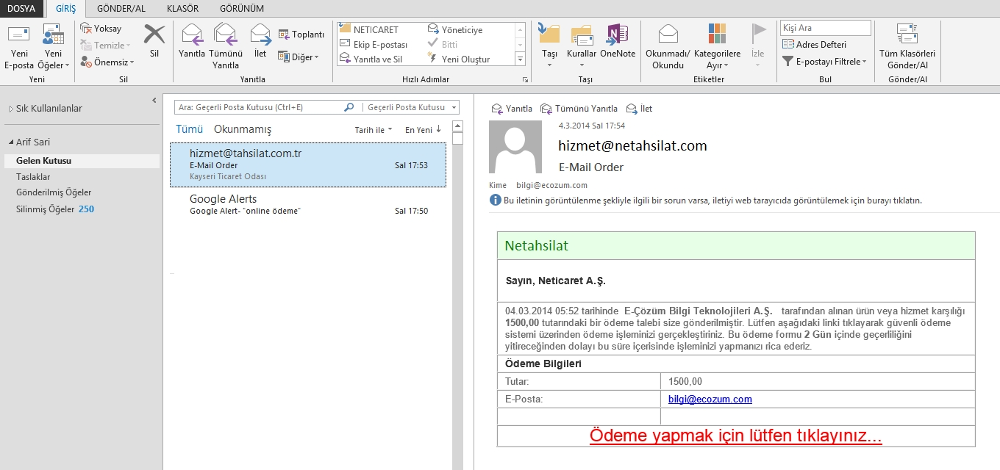 DOSYA GİRİŞ GÖNDER/AL KLASÖR GÖRÜNÜM
Yeni E-posta
Yeni Öğeler
Yeni
Yoksay
Temizle
Önemsiz
Sil
Sil
Yanıtla
Tümünü Yanıtla
İlet
Toplantı
Diğer
Yanıtla
NETICARET
Ekip E-postası
Yanıtla ve Sil
Yöneticiye
Bitti
Yeni Oluştur
Hızlı Adımlar
Taşı
Kurallar
OneNote
Taşı
Okunmadı/ Okundu
Kategorilere Ayır
İzle
Etiketler
Kişi Ara
Adres Defteri
E-postayı Filtrele
Bul
Tüm Klasörleri Gönder/Al
Gönder/Al
Sık Kullanılanlar
Arif Sari
Gelen Kutusu
Taslaklar
Gönderilmiş Öğeler
Silinmiş Öğeler 250
Ara: Geçerli Posta Kutusu (Ctrl+E) Geçerli Posta Kutusu
Tümü Okunmamış Tarih ile En Yeni
hizmet@tahsilat.com.tr
E-Mail Order Sal 17:53
Kayseri Ticaret Odası
Google Alerts
Google Alert- "online ödeme" Sal 17:50
Yanıtla Tümünü Yanıtla İlet
4.3.2014 Sal 17:54
hizmet@netahsilat.com
E-Mail Order
Kime bilgi@ecozum.com
Bu iletinin görüntülenme şekliyle ilgili bir sorun varsa, iletiyi web tarayıcıda görüntülemek için burayı tıklatın.
Netahsilat
Sayın, Neticaret A.Ş.
04.03.2014 05:52 tarihinde E-Çözüm Bilgi Teknolojileri A.Ş. tarafından alınan ürün veya hizmet karşılığı
1500,00 tutarındaki bir ödeme talebi size gönderilmiştir. Lütfen aşağıdaki linki tıklayarak güvenli ödeme
sistemi üzerinden ödeme işleminizi gerçekleştiriniz. Bu ödeme formu 2 Gün içinde geçerliliğini
yitireceğinden dolayı bu süre içerisinde işleminizi yapmanızı rica ederiz.
Ödeme Bilgileri
Tutar: 1500,00
E-Posta: bilgi@ecozum.com
Ödeme yapmak için lütfen tıklayınız...